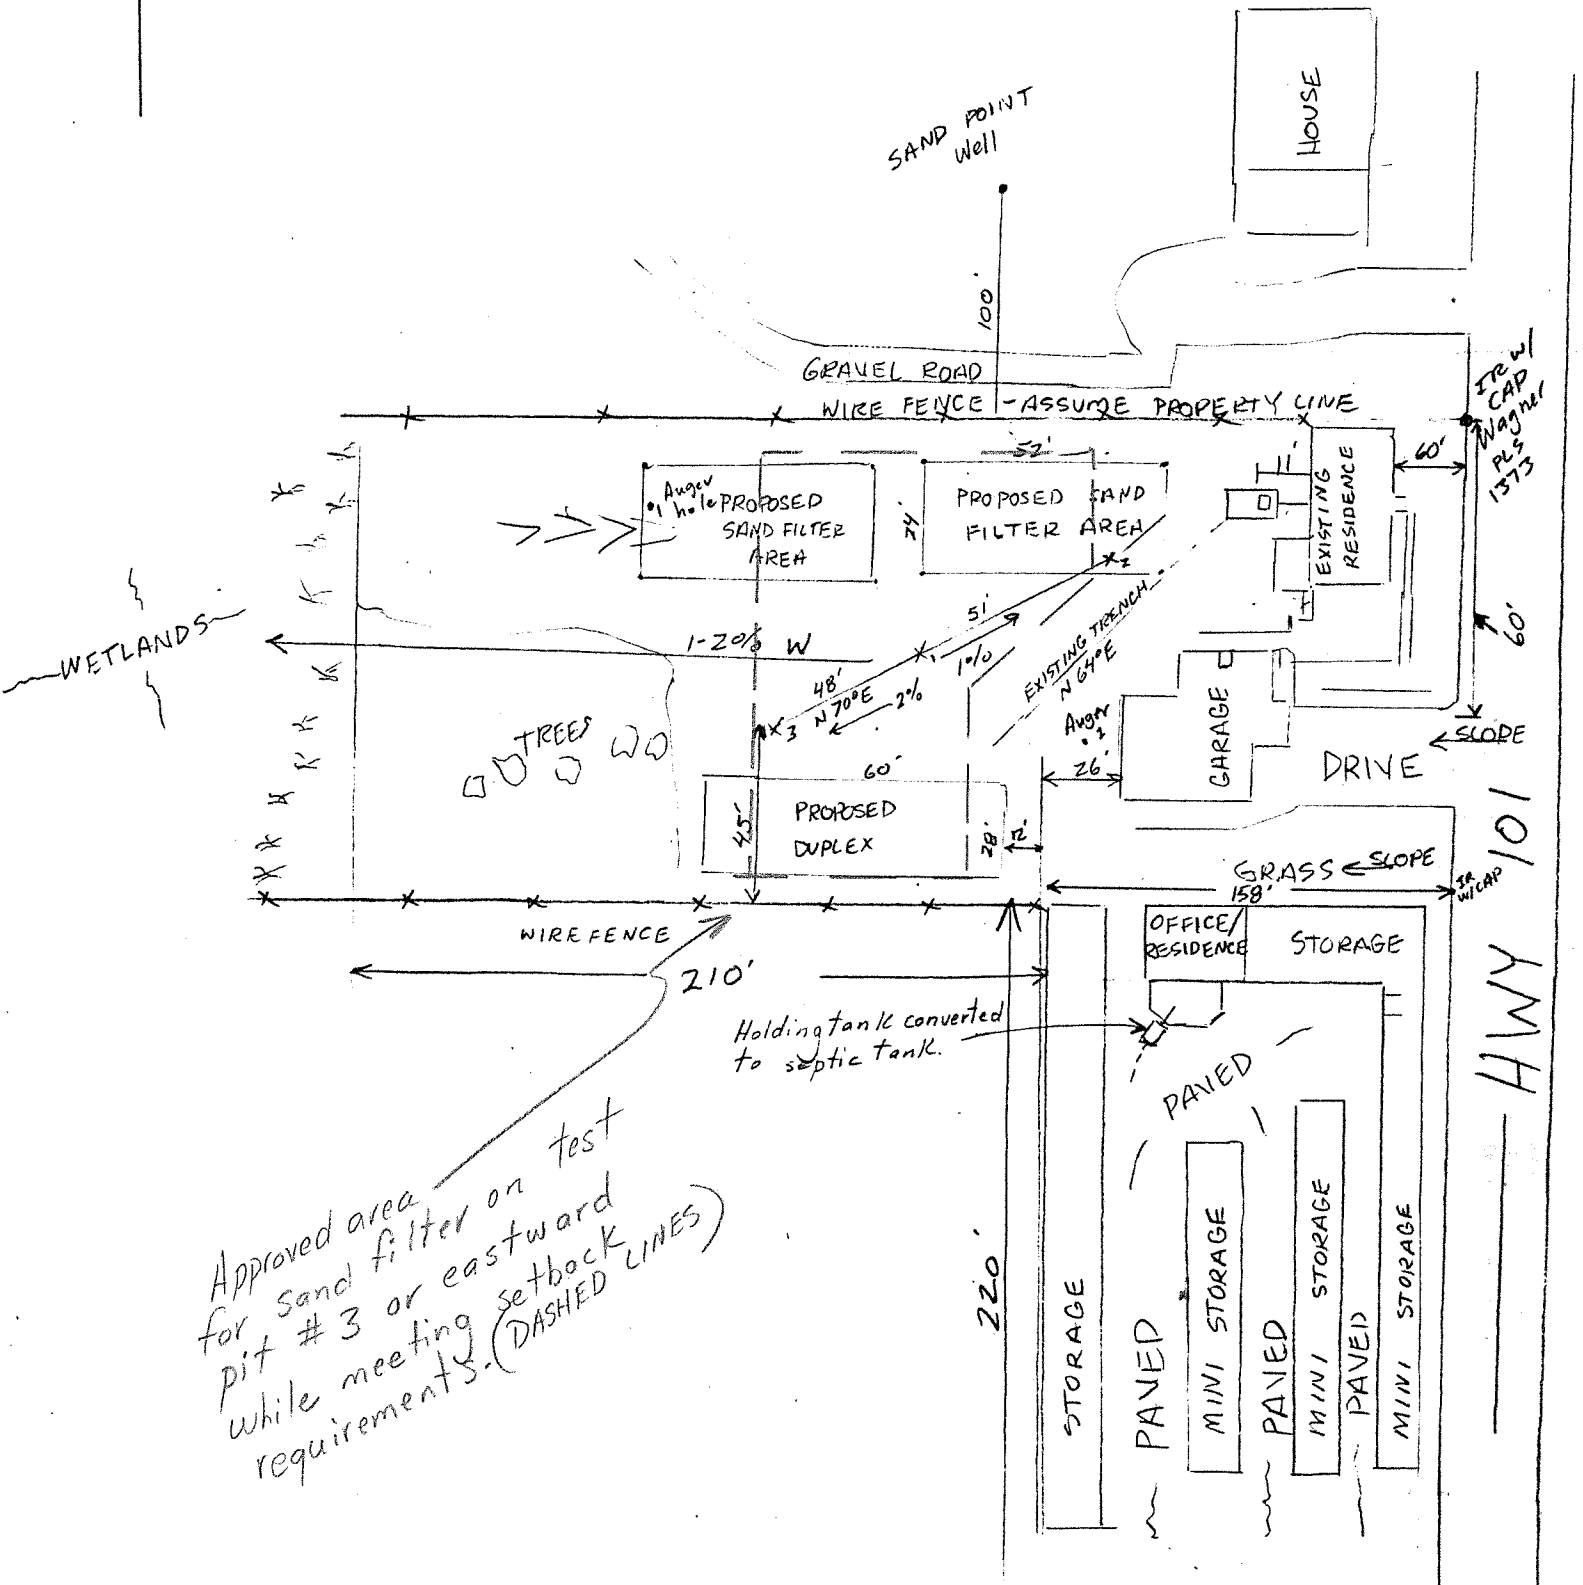 HOUSE
SAND POINT
Well
100'
GRAVEL ROAD
WIRE FENCE - ASSUME PROPERTY LINE
IR W/
CAP
Wagner
PLS
1373
52'
11'
60'
Auger
hole
1
PROPOSED
SAND FILTER
AREA
24'
PROPOSED SAND
FILTER AREA
EXISTING
RESIDENCE
2
51'
1%
EXISTING TRENCH
N 64°E
60'
WETLANDS
1-20% W
1
48'
N 70°E
2%
3
TREES
Auger
2
26'
GARAGE
SLOPE
DRIVE
60'
PROPOSED
DUPLEX
45'
28'
12'
GRASS
SLOPE
158'
IR
W/CAP
HWY 101
WIRE FENCE
210'
OFFICE/
RESIDENCE
STORAGE
Holding tank converted
to septic tank.
PAVED
Approved area
for sand filter on test
pit #3 or eastward
while meeting setback
requirements. (DASHED LINES)
220'
STORAGE
PAVED
MINI STORAGE
PAVED
MINI STORAGE
PAVED
MINI STORAGE